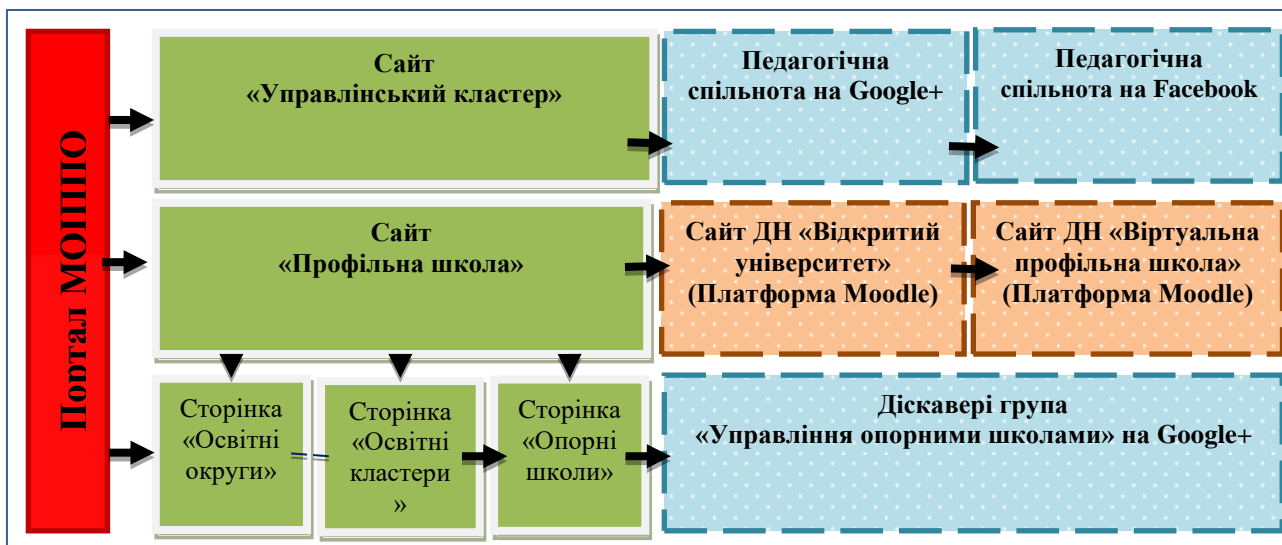 Портал МОІППО
Сайт
«Управлінський кластер»
Педагогічна
спільнота на Google+
Педагогічна
спільнота на Facebook
Сайт
«Профільна школа»
Сайт ДН «Відкритий
університет»
(Платформа Moodle)
Сайт ДН «Віртуальна
профільна школа»
(Платформа Moodle)
Сторінка
«Освітні
округи»
Сторінка
«Освітні
кластери
»
Сторінка
«Опорні
школи»
Діскавері група
«Управління опорними школами» на Google+